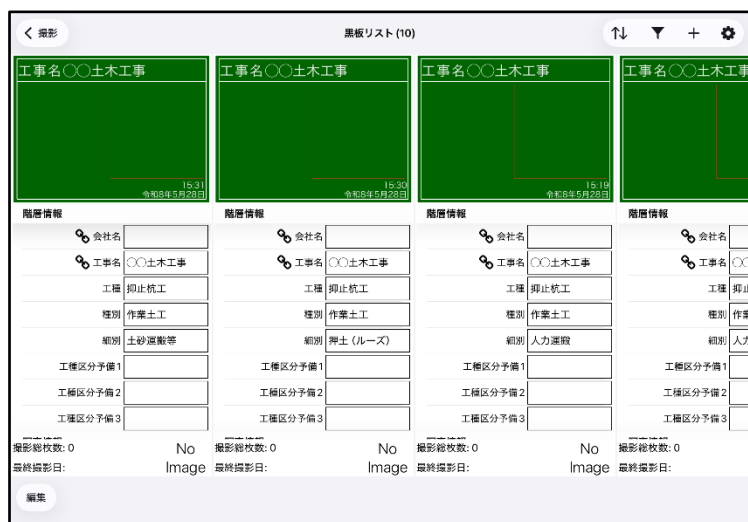 撮影
黒板リスト (10)
工事名○○土木工事
15:31
令和8年5月28日
階層情報
会社名
工事名 ○○土木工事
工種 抑止杭工
種別 作業土工
細別 土砂運搬等
工種区分予備1
工種区分予備2
工種区分予備3
撮影総枚数: 0
最終撮影日:
No
Image
工事名○○土木工事
15:30
令和8年5月28日
階層情報
会社名
工事名 ○○土木工事
工種 抑止杭工
種別 作業土工
細別 押土（ルーズ）
工種区分予備1
工種区分予備2
工種区分予備3
撮影総枚数: 0
最終撮影日:
No
Image
工事名○○土木工事
15:19
令和8年5月28日
階層情報
会社名
工事名 ○○土木工事
工種 抑止杭工
種別 作業土工
細別 人力運搬
工種区分予備1
工種区分予備2
工種区分予備3
撮影総枚数: 0
最終撮影日:
No
Image
工事名○○土木工事
階層情報
会社名
工事名
工種 抑止
種別 作業
細別 人力
工種区分予備1
工種区分予備2
工種区分予備3
撮影総枚数: 0
最終撮影日:
編集